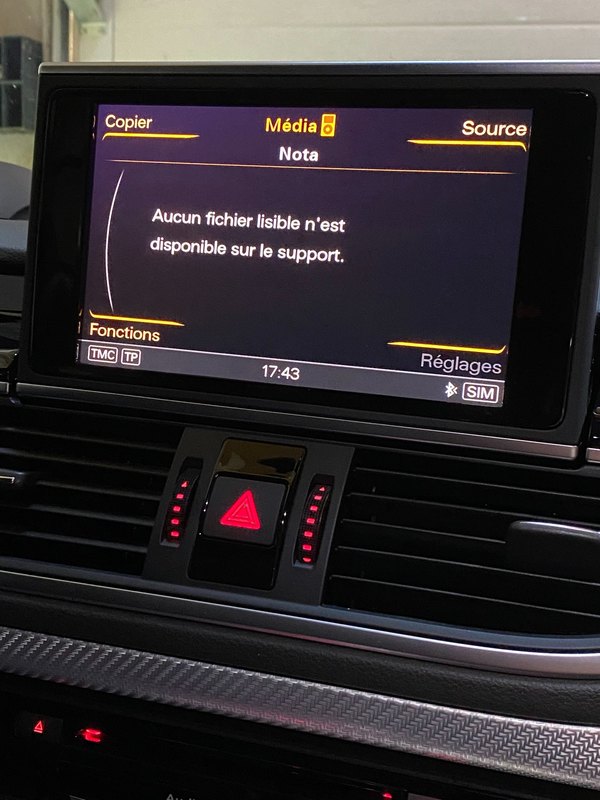 Copier
Média
Source
Nota
Aucun fichier lisible n'est
disponible sur le support.
Fonctions
Réglages
TMC TP
17:43
SIM